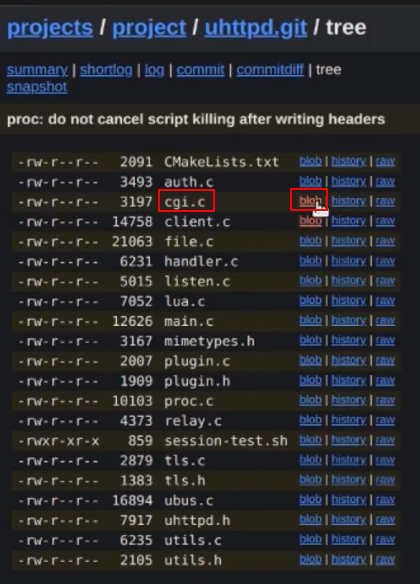 projects / project / uhttpd.git / tree
summary | shortlog | log | commit | commitdiff | tree
snapshot
proc: do not cancel script killing after writing headers
-rw-r--r-- 2091 CMakeLists.txt blob | history | raw
-rw-r--r-- 3493 auth.c blob | history | raw
-rw-r--r-- 3197 cgi.c blob | history | raw
-rw-r--r-- 14758 client.c blob | history | raw
-rw-r--r-- 21063 file.c blob | history | raw
-rw-r--r-- 6231 handler.c blob | history | raw
-rw-r--r-- 5015 listen.c blob | history | raw
-rw-r--r-- 7052 lua.c blob | history | raw
-rw-r--r-- 12626 main.c blob | history | raw
-rw-r--r-- 3167 mimetypes.h blob | history | raw
-rw-r--r-- 2007 plugin.c blob | history | raw
-rw-r--r-- 1909 plugin.h blob | history | raw
-rw-r--r-- 10103 proc.c blob | history | raw
-rw-r--r-- 4373 relay.c blob | history | raw
-rwxr-xr-x 859 session-test.sh blob | history | raw
-rw-r--r-- 2879 tls.c blob | history | raw
-rw-r--r-- 1383 tls.h blob | history | raw
-rw-r--r-- 16894 ubus.c blob | history | raw
-rw-r--r-- 7917 uhttpd.h blob | history | raw
-rw-r--r-- 6235 utils.c blob | history | raw
-rw-r--r-- 2105 utils.h blob | history | raw